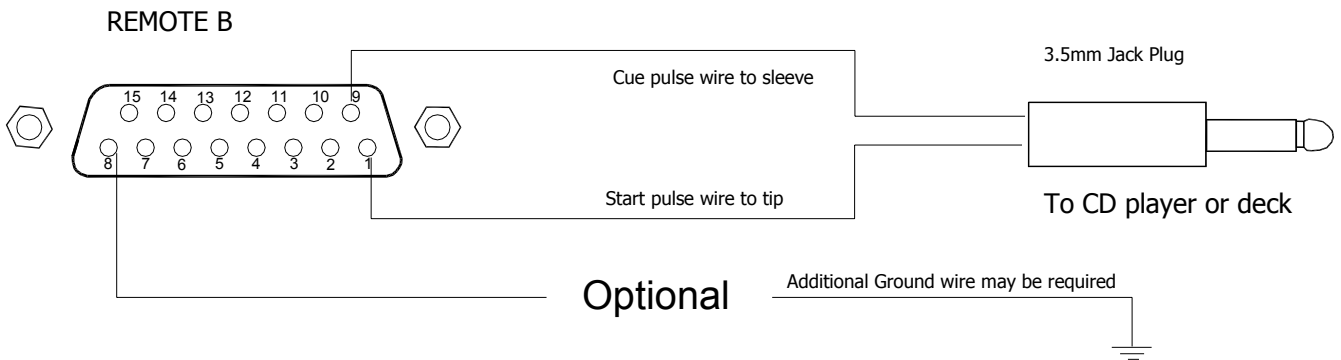 REMOTE B
3.5mm Jack Plug
Cue pulse wire to sleeve
15 14 13 12 11 10 9
8 7 6 5 4 3 2 1
Start pulse wire to tip
To CD player or deck
Optional
Additional Ground wire may be required